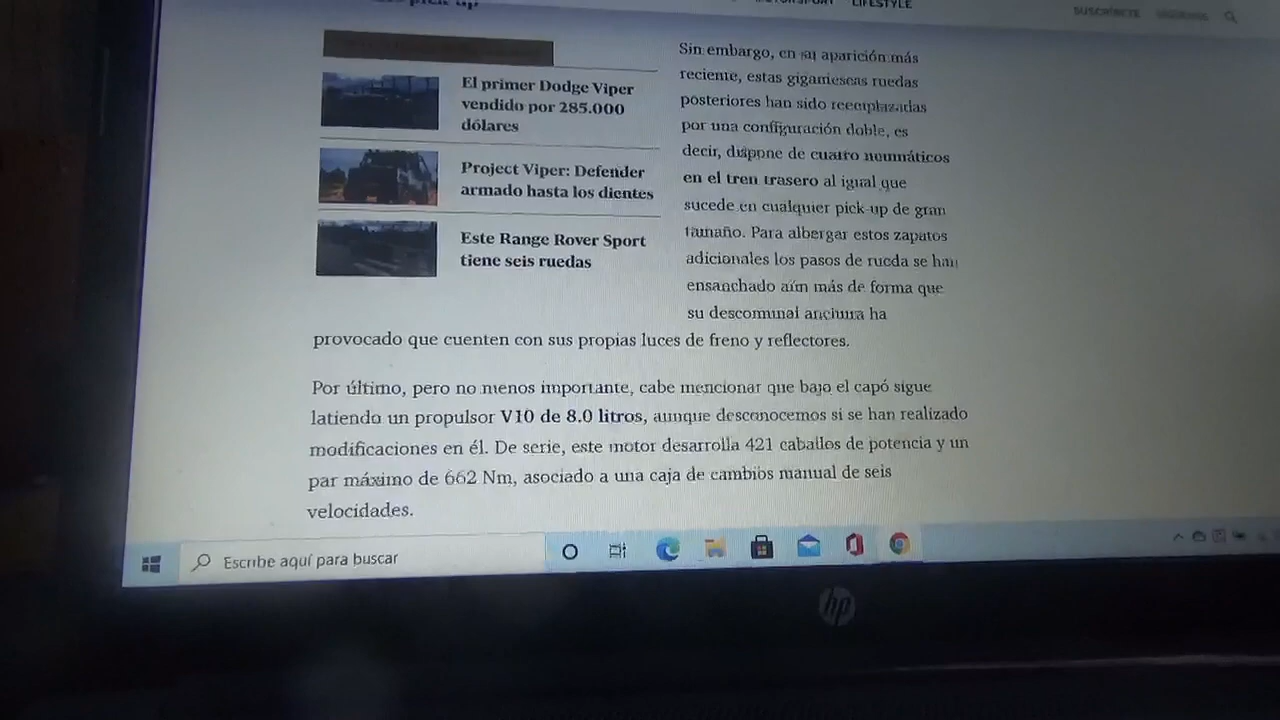 pick up
LIFESTYLE
SUSCRÍBETE
El primer Dodge Viper
vendido por 285.000
dólares
Project Viper: Defender
armado hasta los dientes
Este Range Rover Sport
tiene seis ruedas
Sin embargo, en su aparición más
reciente, estas gigantescas ruedas
posteriores han sido reemplazadas
por una configuración doble, es
decir, dispone de cuatro neumáticos
en el tren trasero al igual que
sucede en cualquier pick-up de gran
tamaño. Para albergar estos zapatos
adicionales los pasos de rueda se han
ensanchado aún más de forma que
su descomunal anchura ha
provocado que cuenten con sus propias luces de freno y reflectores.
Por último, pero no menos importante, cabe mencionar que bajo el capó sigue
latiendo un propulsor V10 de 8.0 litros, aunque desconocemos si se han realizado
modificaciones en él. De serie, este motor desarrolla 421 caballos de potencia y un
par máximo de 662 Nm, asociado a una caja de cambios manual de seis
velocidades.
Escribe aquí para buscar
hp